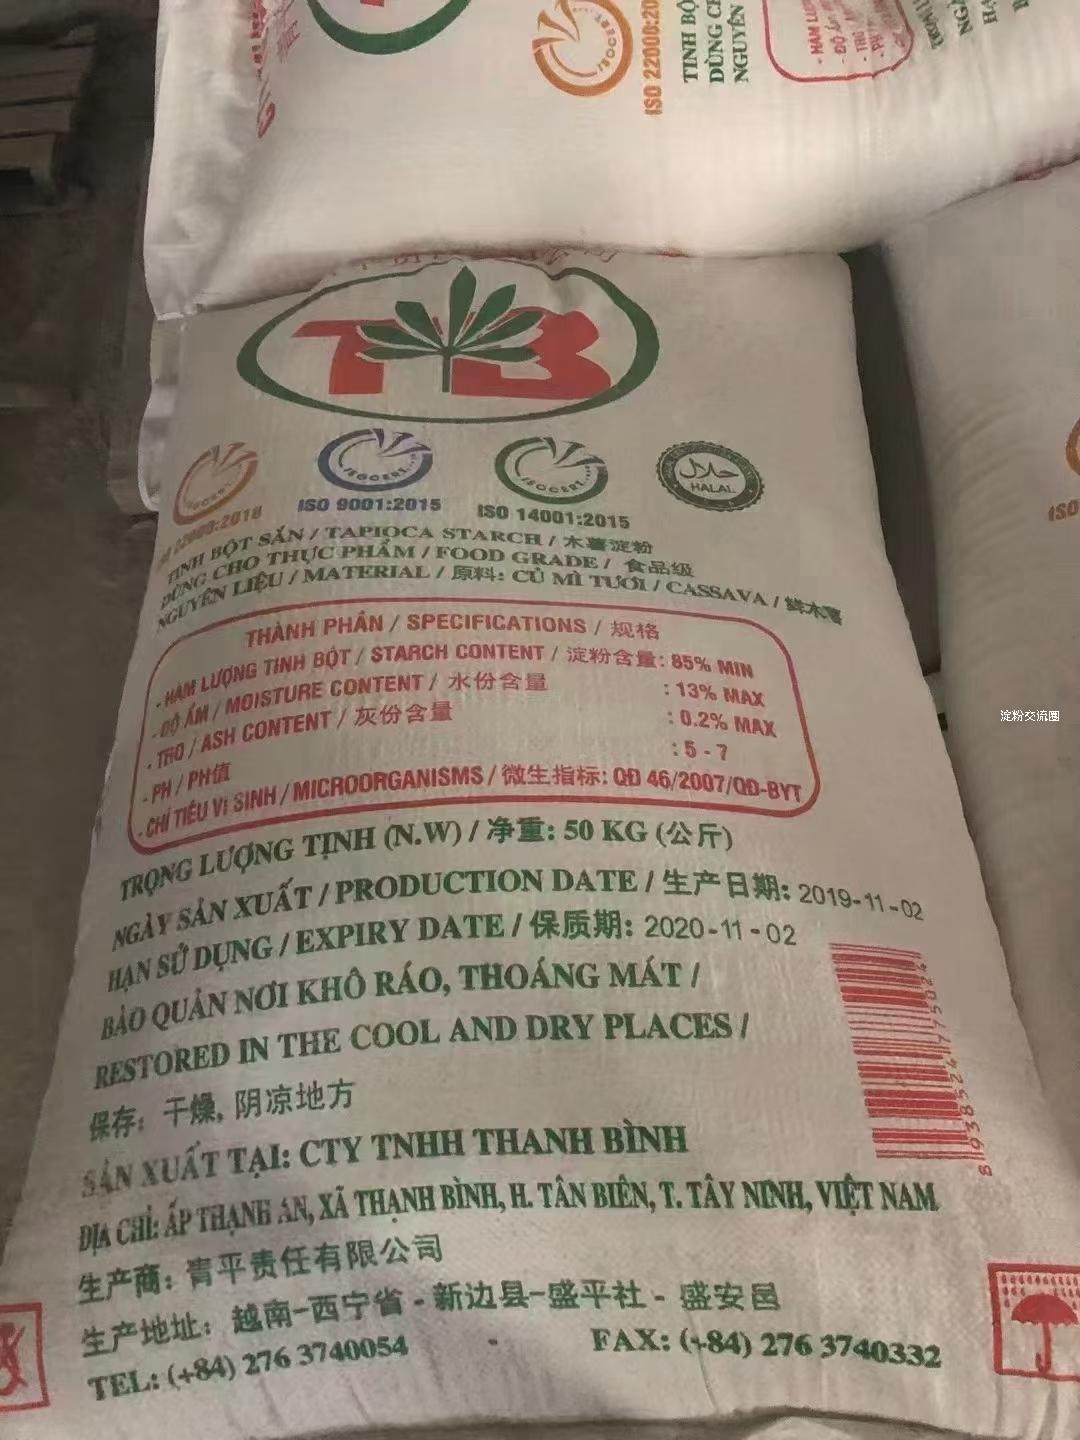 ISO 22000:20
TINH BỘ
DÙNG CH
NGUYÊN
- HÀM LƯ
TB
ISOCERT
ISOCERT
ISOCERT
حلال
HALAL
22000:2018
ISO 9001:2015
ISO 14001:2015
TINH BỘT SẮN / TAPIOCA STARCH / 木薯淀粉
DÙNG CHO THỰC PHẨM / FOOD GRADE / 食品级
NGUYÊN LIỆU / MATERIAL / 原料: CỦ MÌ TƯƠI / CASSAVA / 鲜木薯
THÀNH PHẦN / SPECIFICATIONS / 规格
- HÀM LƯỢNG TINH BỘT / STARCH CONTENT / 淀粉含量: 85% MIN
- ĐỘ ẨM / MOISTURE CONTENT / 水份含量 : 13% MAX
- TRO / ASH CONTENT / 灰份含量 : 0.2% MAX
- PH / PH值 : 5 - 7
- CHỈ TIÊU VI SINH / MICROORGANISMS / 微生指标: QĐ 46/2007/QĐ-BYT
TRỌNG LƯỢNG TỊNH (N.W) / 净重: 50 KG (公斤)
NGÀY SẢN XUẤT / PRODUCTION DATE / 生产日期: 2019-11-02
HẠN SỬ DỤNG / EXPIRY DATE / 保质期: 2020-11-02
BẢO QUẢN NƠI KHÔ RÁO, THOÁNG MÁT /
RESTORED IN THE COOL AND DRY PLACES /
保存: 干燥, 阴凉地方
SẢN XUẤT TẠI: CTY TNHH THANH BÌNH
ĐỊA CHỈ: ẤP THẠNH AN, XÃ THẠNH BÌNH, H. TÂN BIÊN, T. TÂY NINH, VIỆT NAM
生产商: 青平责任有限公司
生产地址: 越南-西宁省 - 新边县-盛平社 - 盛安邑
TEL: (+84) 276 3740054 - FAX: (+84) 276 3740332
8 938524 775024
ISO
淀粉交流圈